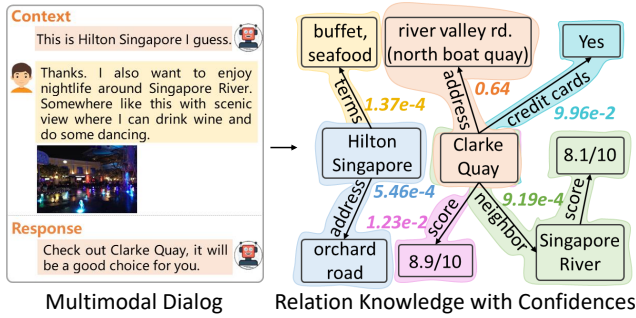 Context
This is Hilton Singapore I guess.
Thanks. I also want to enjoy
nightlife around Singapore River.
Somewhere like this with scenic
view where I can drink wine and
do some dancing.
Response
Check out Clarke Quay, it will
be a good choice for you.
Multimodal Dialog
buffet,
seafood
river valley rd.
(north boat quay)
Yes
terms
1.37e-4
address
0.64
credit cards
9.96e-2
Hilton
Singapore
Clarke
Quay
8.1/10
address
5.46e-4
1.23e-2
score
neighbor
9.19e-4
score
orchard
road
8.9/10
Singapore
River
Relation Knowledge with Confidences